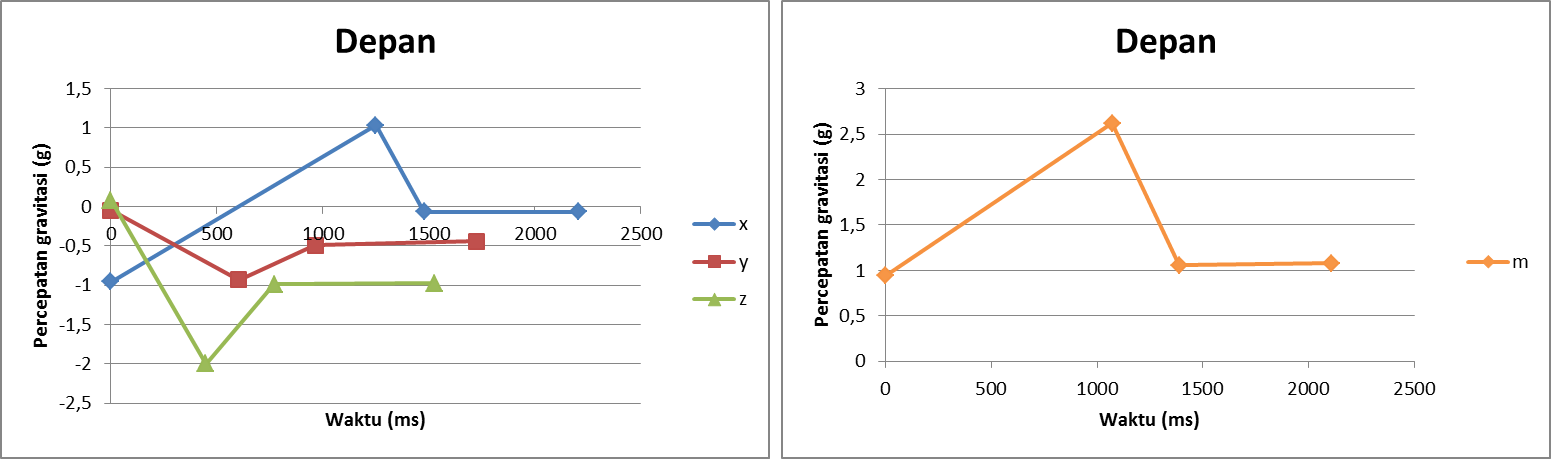 Depan
Percepatan gravitasi (g)
1,5
1
0,5
0
-0,5
-1
-1,5
-2
-2,5
0 500 1000 1500 2000 2500
Waktu (ms)
x
y
z
Depan
Percepatan gravitasi (g)
3
2,5
2
1,5
1
0,5
0
0 500 1000 1500 2000 2500
Waktu (ms)
m